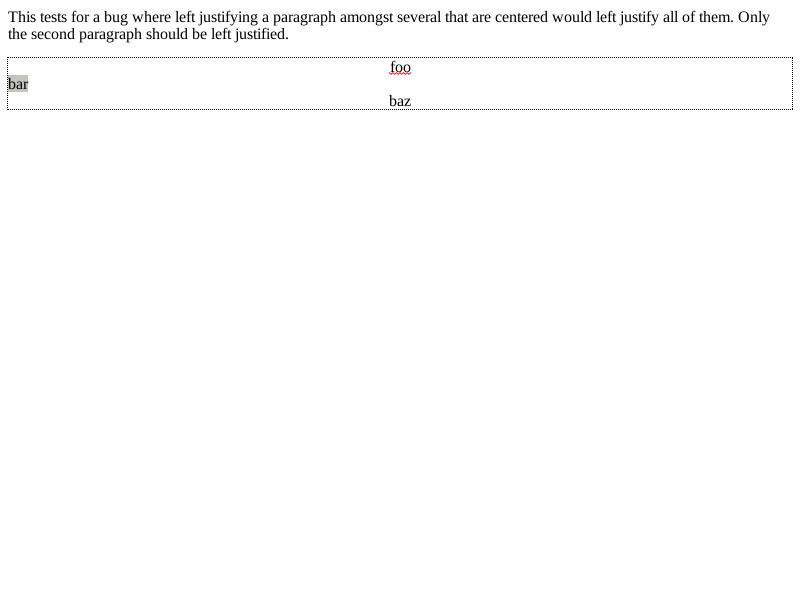 This tests for a bug where left justifying a paragraph amongst several that are centered would left justify all of them. Only
the second paragraph should be left justified.
foo
bar
baz